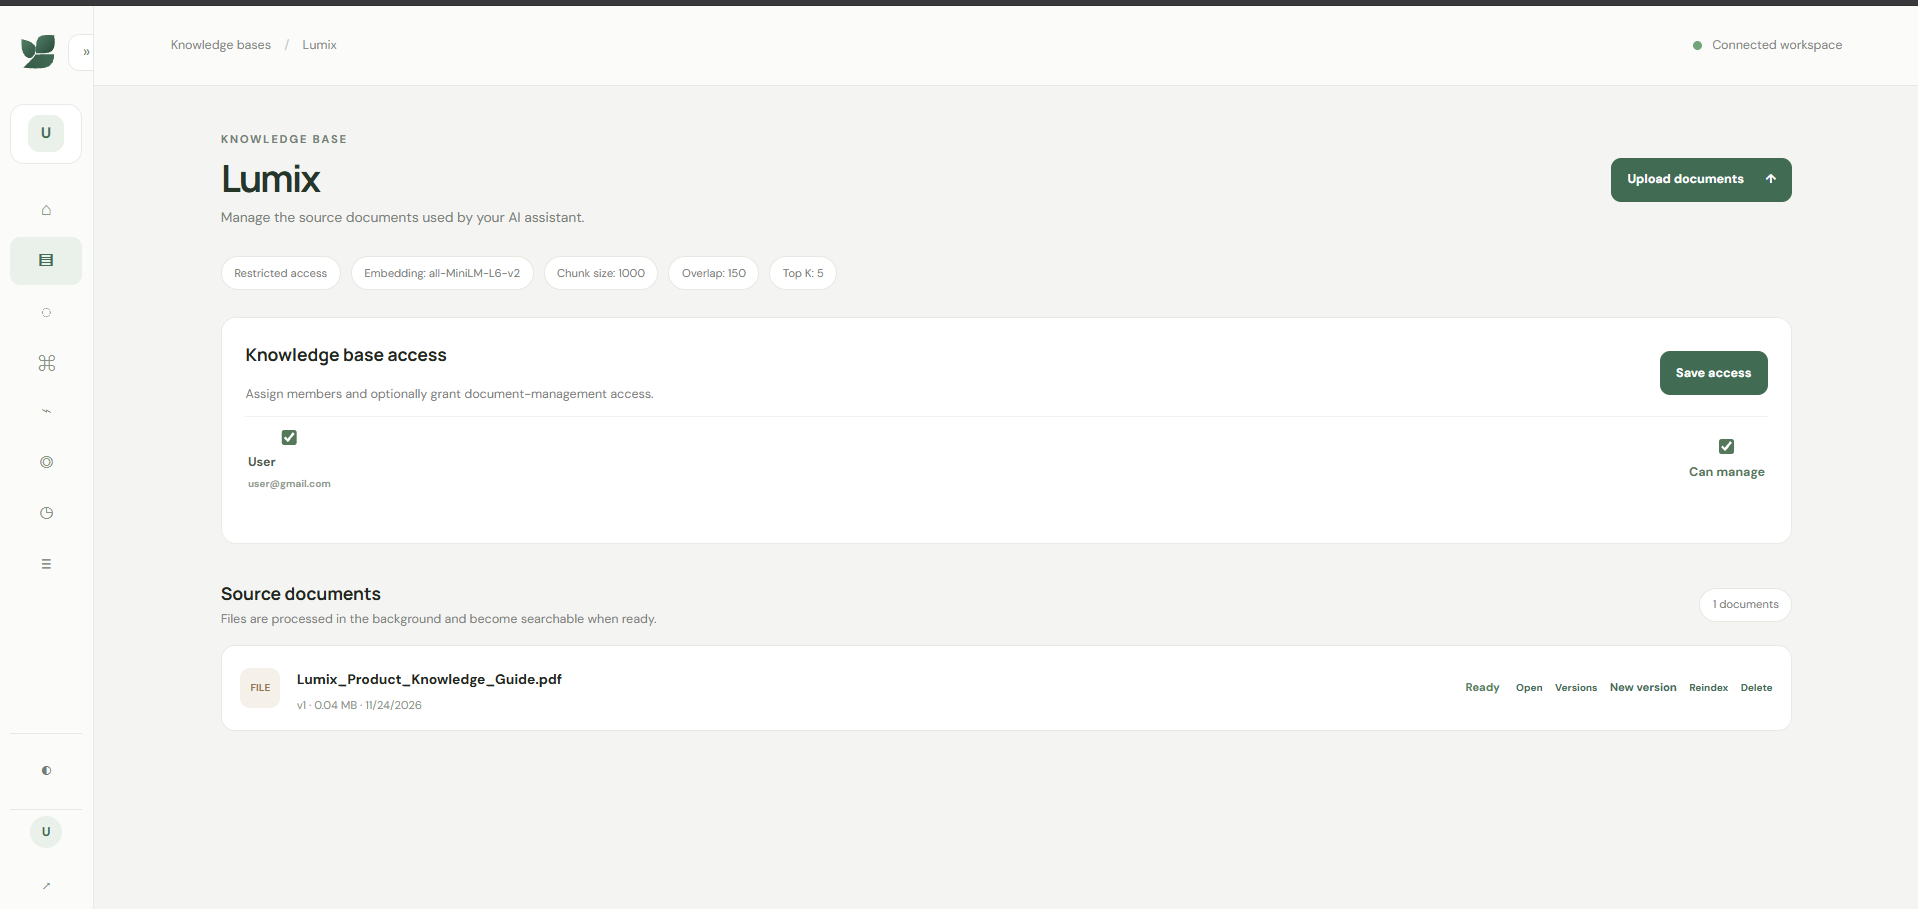 »
Knowledge bases / Lumix
Connected workspace
U
KNOWLEDGE BASE
Lumix
Manage the source documents used by your AI assistant.
Upload documents ↑
Restricted access
Embedding: all-MiniLM-L6-v2
Chunk size: 1000
Overlap: 150
Top K: 5
Knowledge base access
Assign members and optionally grant document-management access.
Save access
User
user@gmail.com
Can manage
Source documents
Files are processed in the background and become searchable when ready.
1 documents
FILE
Lumix_Product_Knowledge_Guide.pdf
v1 · 0.04 MB · 11/24/2026
Ready Open Versions New version Reindex Delete
U